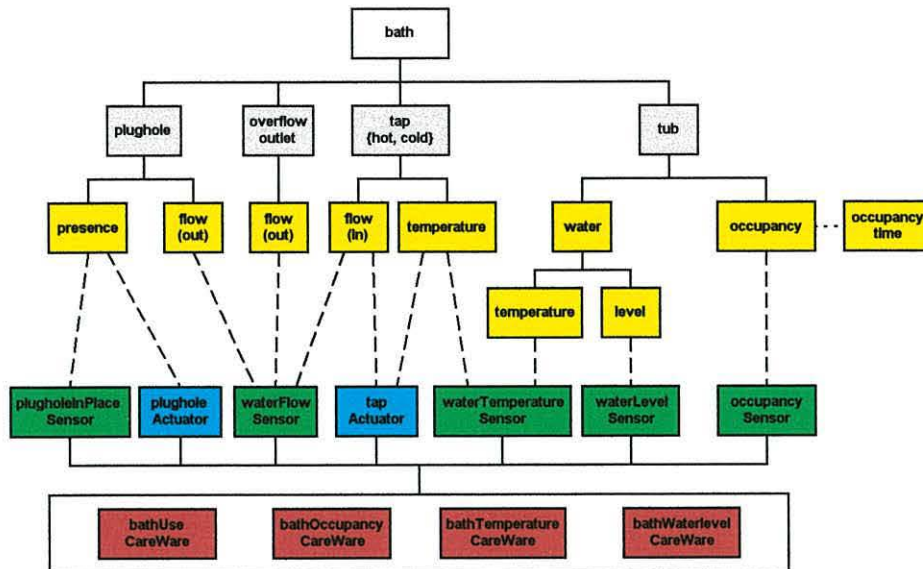 bath
plughole
overflow
outlet
tap
{hot, cold}
tub
presence
flow
(out)
flow
(out)
flow
(in)
temperature
water
occupancy
occupancy
time
temperature
level
plugholeInPlace
Sensor
plughole
Actuator
waterFlow
Sensor
tap
Actuator
waterTemperature
Sensor
waterLevel
Sensor
occupancy
Sensor
bathUse
CareWare
bathOccupancy
CareWare
bathTemperature
CareWare
bathWaterlevel
CareWare